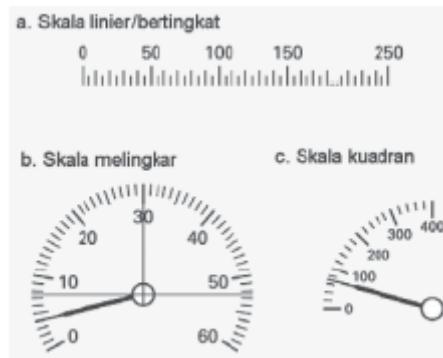 a. Skala linier/bertingkat
0 50 100 150 250
b. Skala melingkar
0 10 20 30 40 50 60
c. Skala kuadran
0 100 200 300 400